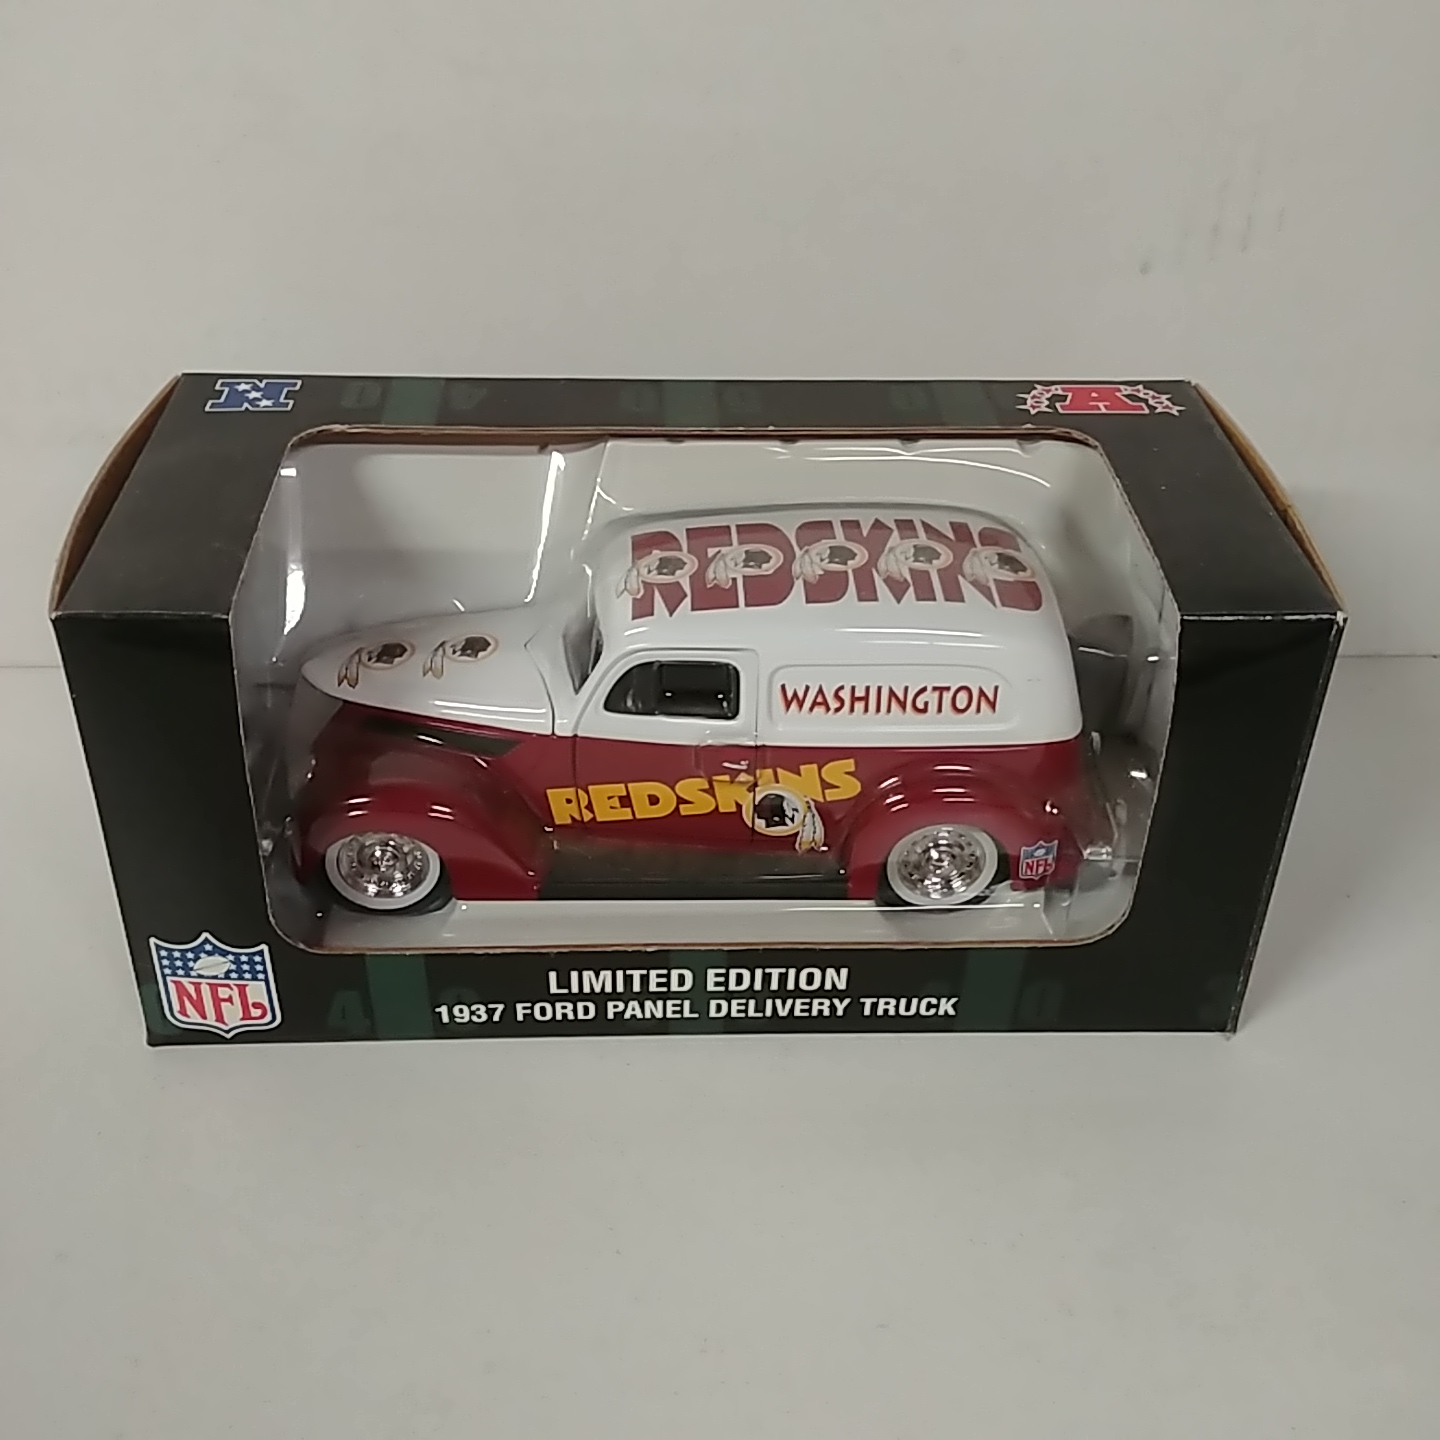 N
A
REDSKINS
WASHINGTON
REDSKINS
NFL
NFL
LIMITED EDITION
1937 FORD PANEL DELIVERY TRUCK